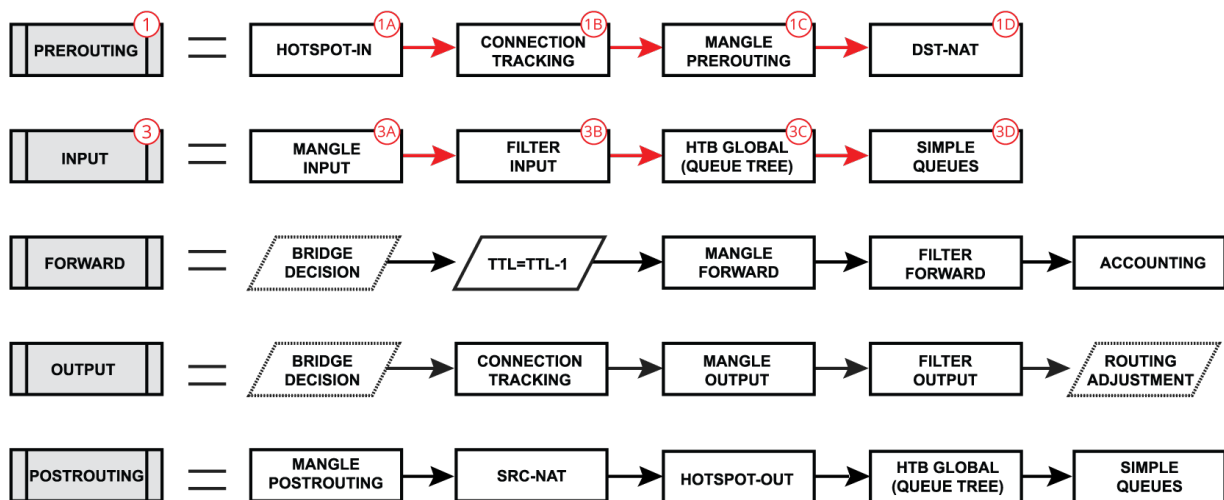 PREROUTING
1
HOTSPOT-IN
1A
CONNECTION
TRACKING
1B
MANGLE
PREROUTING
1C
DST-NAT
1D
INPUT
3
MANGLE
INPUT
3A
FILTER
INPUT
3B
HTB GLOBAL
(QUEUE TREE)
3C
SIMPLE
QUEUES
3D
FORWARD
BRIDGE
DECISION
TTL=TTL-1
MANGLE
FORWARD
FILTER
FORWARD
ACCOUNTING
OUTPUT
BRIDGE
DECISION
CONNECTION
TRACKING
MANGLE
OUTPUT
FILTER
OUTPUT
ROUTING
ADJUSTMENT
POSTROUTING
MANGLE
POSTROUTING
SRC-NAT
HOTSPOT-OUT
HTB GLOBAL
(QUEUE TREE)
SIMPLE
QUEUES